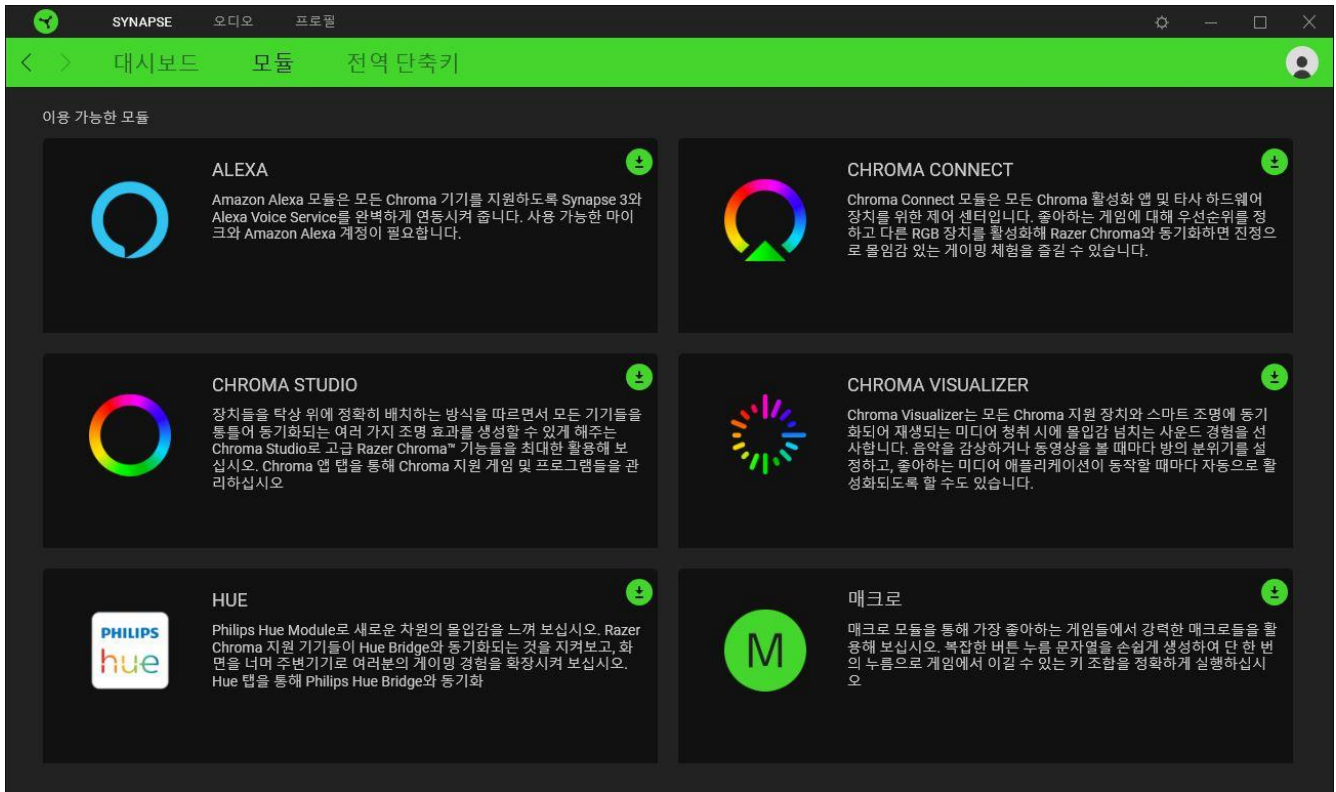 SYNAPSE 오디오 프로필
대시보드 모듈 전역 단축키
이용 가능한 모듈
ALEXA
Amazon Alexa 모듈은 모든 Chroma 기기를 지원하도록 Synapse 3와
Alexa Voice Service를 완벽하게 연동시켜 줍니다. 사용 가능한 마이
크와 Amazon Alexa 계정이 필요합니다.
CHROMA CONNECT
Chroma Connect 모듈은 모든 Chroma 활성화 앱 및 타사 하드웨어
장치를 위한 제어 센터입니다. 좋아하는 게임에 대해 우선순위를 정
하고 다른 RGB 장치를 활성화해 Razer Chroma와 동기화하면 진정으
로 몰입감 있는 게이밍 체험을 즐길 수 있습니다.
CHROMA STUDIO
장치들을 탁상 위에 정확히 배치하는 방식을 따르면서 모든 기기들을
통틀어 동기화되는 여러 가지 조명 효과를 생성할 수 있게 해주는
Chroma Studio로 고급 Razer Chroma™ 기능들을 최대한 활용해 보
십시오. Chroma 앱 탭을 통해 Chroma 지원 게임 및 프로그램들을 관
리하십시오
CHROMA VISUALIZER
Chroma Visualizer는 모든 Chroma 지원 장치와 스마트 조명에 동기
화되어 재생되는 미디어 청취 시에 몰입감 넘치는 사운드 경험을 선
사합니다. 음악을 감상하거나 동영상을 볼 때마다 방의 분위기를 설
정하고, 좋아하는 미디어 애플리케이션이 동작할 때마다 자동으로 활
성화되도록 할 수도 있습니다.
PHILIPS
hue
HUE
Philips Hue Module로 새로운 차원의 몰입감을 느껴 보십시오. Razer
Chroma 지원 기기들이 Hue Bridge와 동기화되는 것을 지켜보고, 화
면을 너머 주변기기로 여러분의 게이밍 경험을 확장시켜 보십시오.
Hue 탭을 통해 Philips Hue Bridge와 동기화
M
매크로
매크로 모듈을 통해 가장 좋아하는 게임들에서 강력한 매크로들을 활
용해 보십시오. 복잡한 버튼 누름 문자열을 손쉽게 생성하여 단 한 번
의 누름으로 게임에서 이길 수 있는 키 조합을 정확하게 실행하십시
오